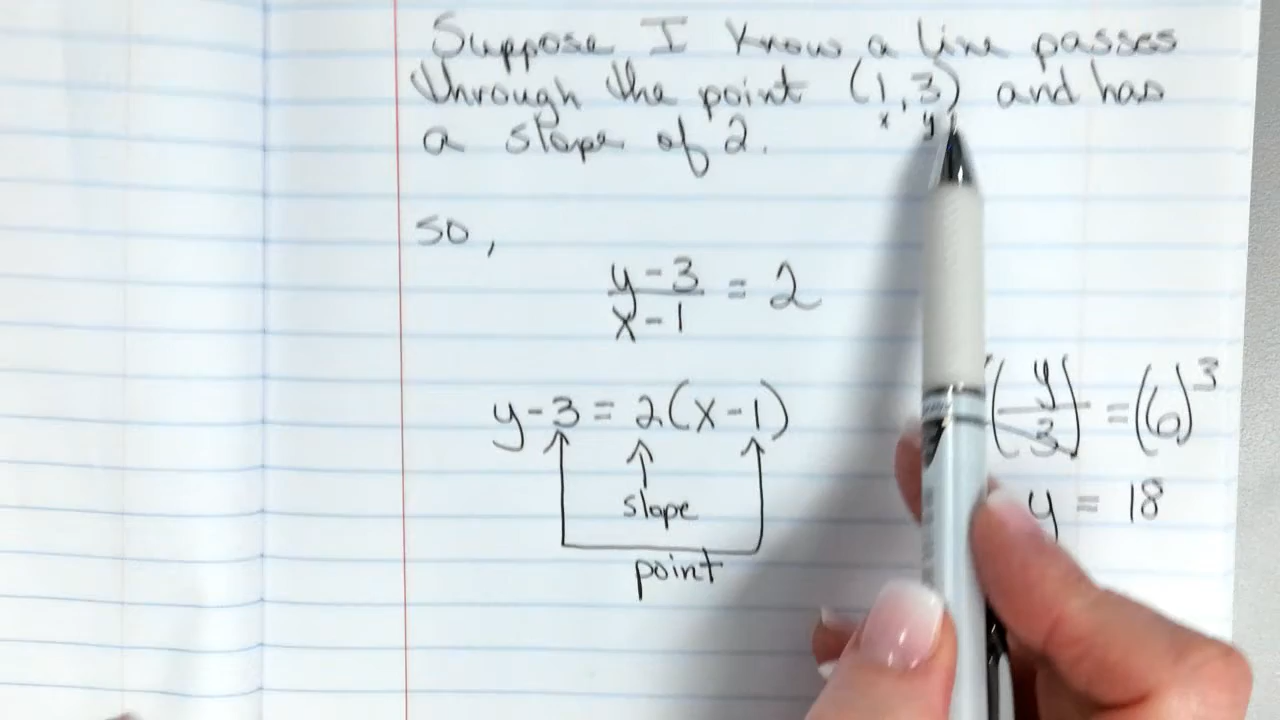 Suppose I know a line passes
through the point (1,3) and has
x y
a slope of 2.
so,
y-3
x-1 = 2
y-3 = 2(x-1)
slope
point
(y/3) = (6)3
y = 18